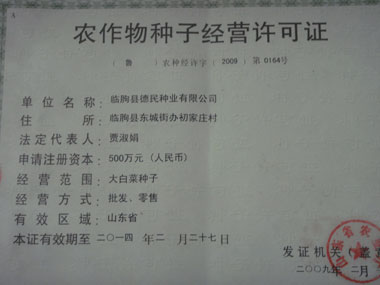 农作物种子经营许可证
（鲁）农种经许字（2009）第0164号
单位名称：临朐县德民种业有限公司
住所：临朐县东城街办初家庄村
法定代表人：贾淑娟
申请注册资本：500万元（人民币）
经营范围：大白菜种子
经营方式：批发、零售
有效区域：山东省
本证有效期至 二〇一四年 二月二十七日
发证机关（盖
二〇〇九年 二月